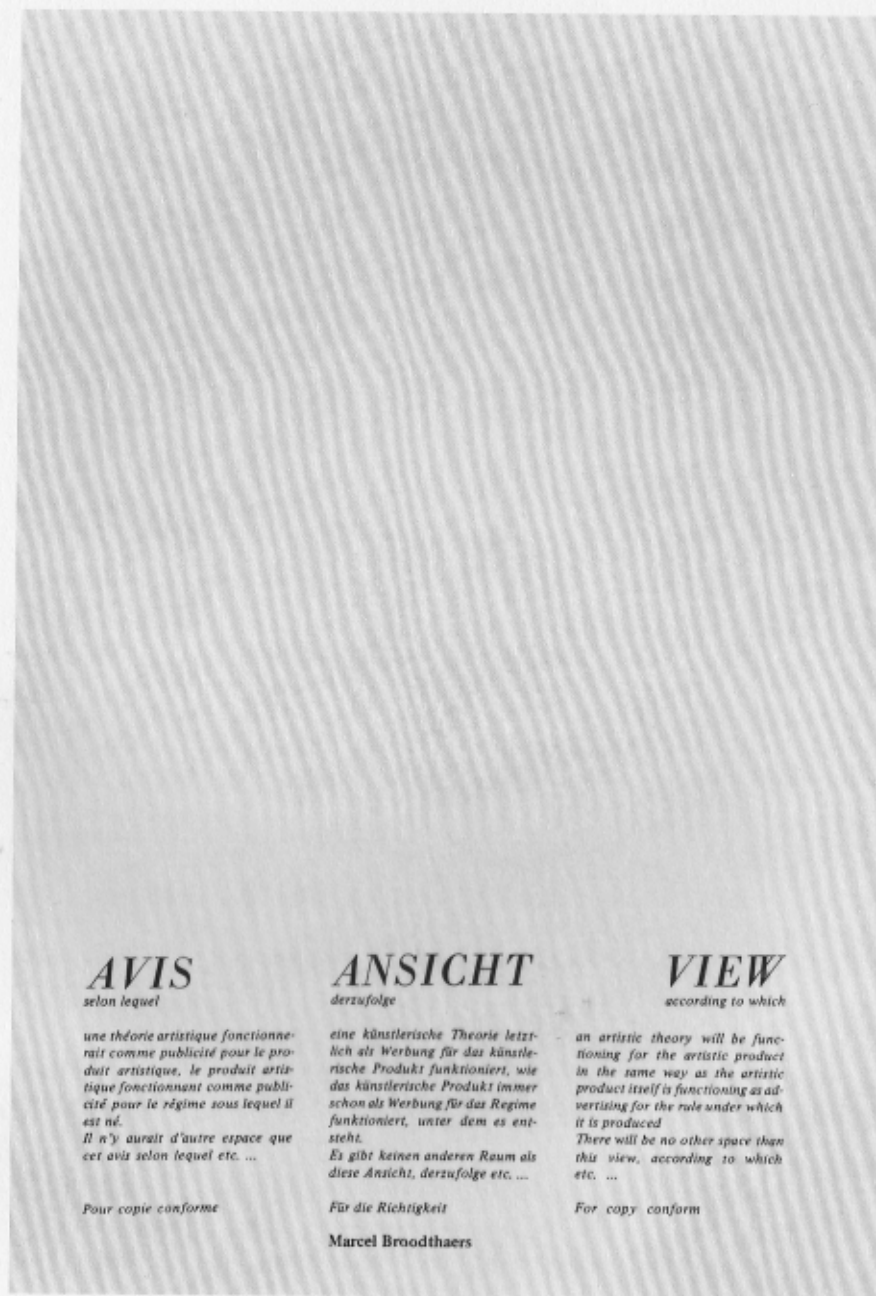 AVIS
selon lequel
une théorie artistique fonctionne-
rait comme publicité pour le pro-
duit artistique, le produit artis-
tique fonctionnant comme publi-
cité pour le régime sous lequel il
est né.
Il n'y aurait d'autre espace que
cet avis selon lequel etc. ...
Pour copie conforme
ANSICHT
derzufolge
eine künstlerische Theorie letzt-
lich als Werbung für das künstle-
rische Produkt funktioniert, wie
das künstlerische Produkt immer
schon als Werbung für das Regime
funktioniert, unter dem es ent-
steht.
Es gibt keinen anderen Raum als
diese Ansicht, derzufolge etc. ....
Für die Richtigkeit
Marcel Broodthaers
VIEW
according to which
an artistic theory will be func-
tioning for the artistic product
in the same way as the artistic
product itself is functioning as ad-
vertising for the rule under which
it is produced
There will be no other space than
this view, according to which
etc. ...
For copy conform